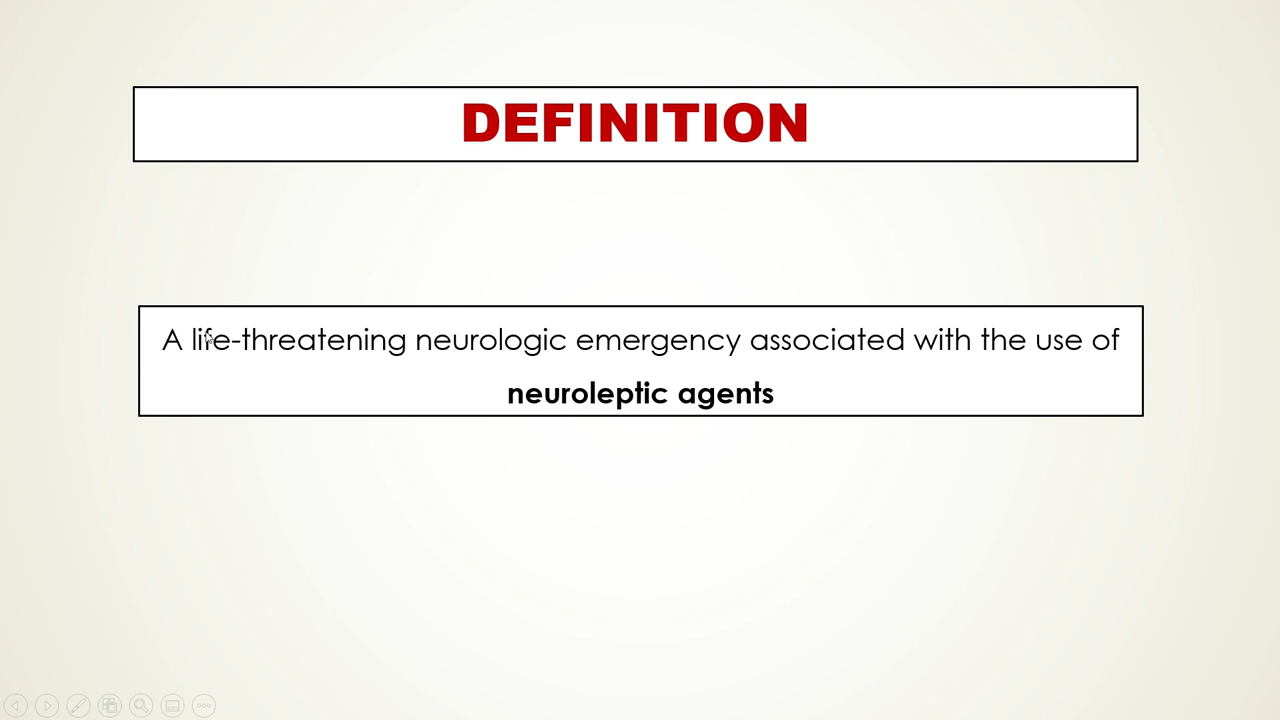 DEFINITION
A life-threatening neurologic emergency associated with the use of
neuroleptic agents